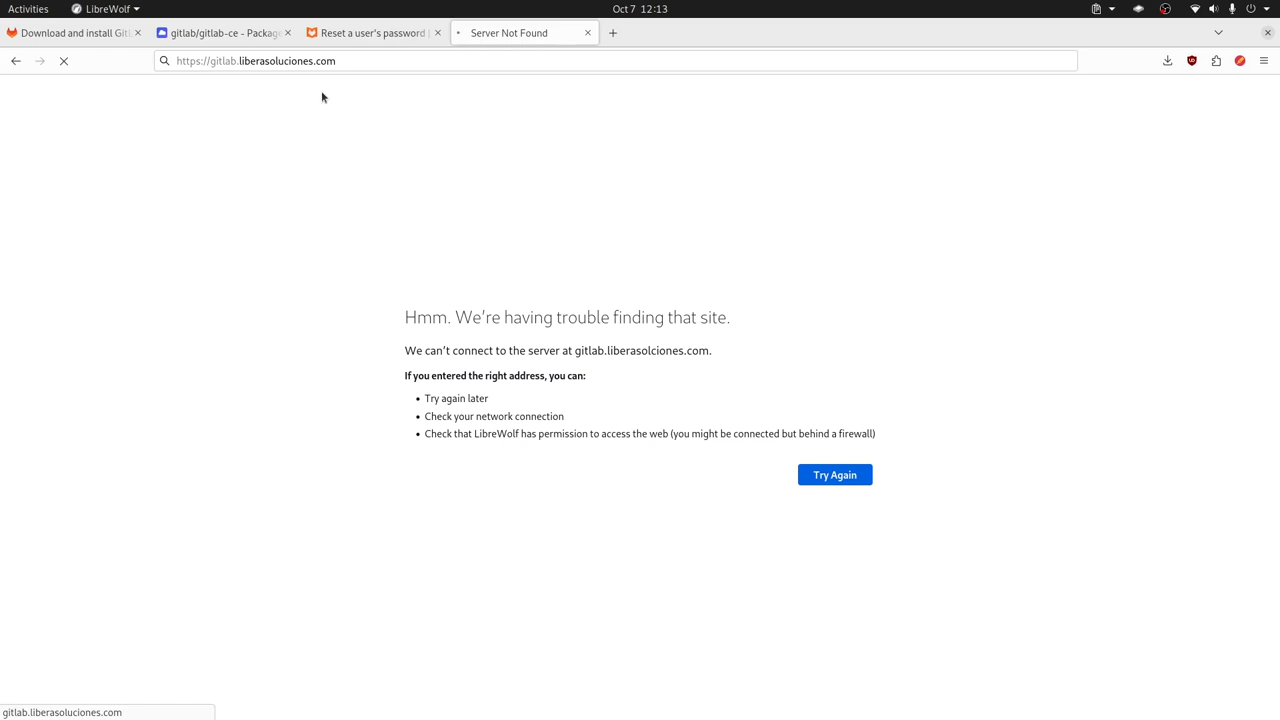 Activities
LibreWolf
Oct 7 12:13
Download and install Git
gitlab/gitlab-ce - Package
Reset a user's password
Server Not Found
https://gitlab.liberasoluciones.com
Hmm. We're having trouble finding that site.
We can't connect to the server at gitlab.liberasolciones.com.
If you entered the right address, you can:
Try again later
Check your network connection
Check that LibreWolf has permission to access the web (you might be connected but behind a firewall)
Try Again
gitlab.liberasoluciones.com